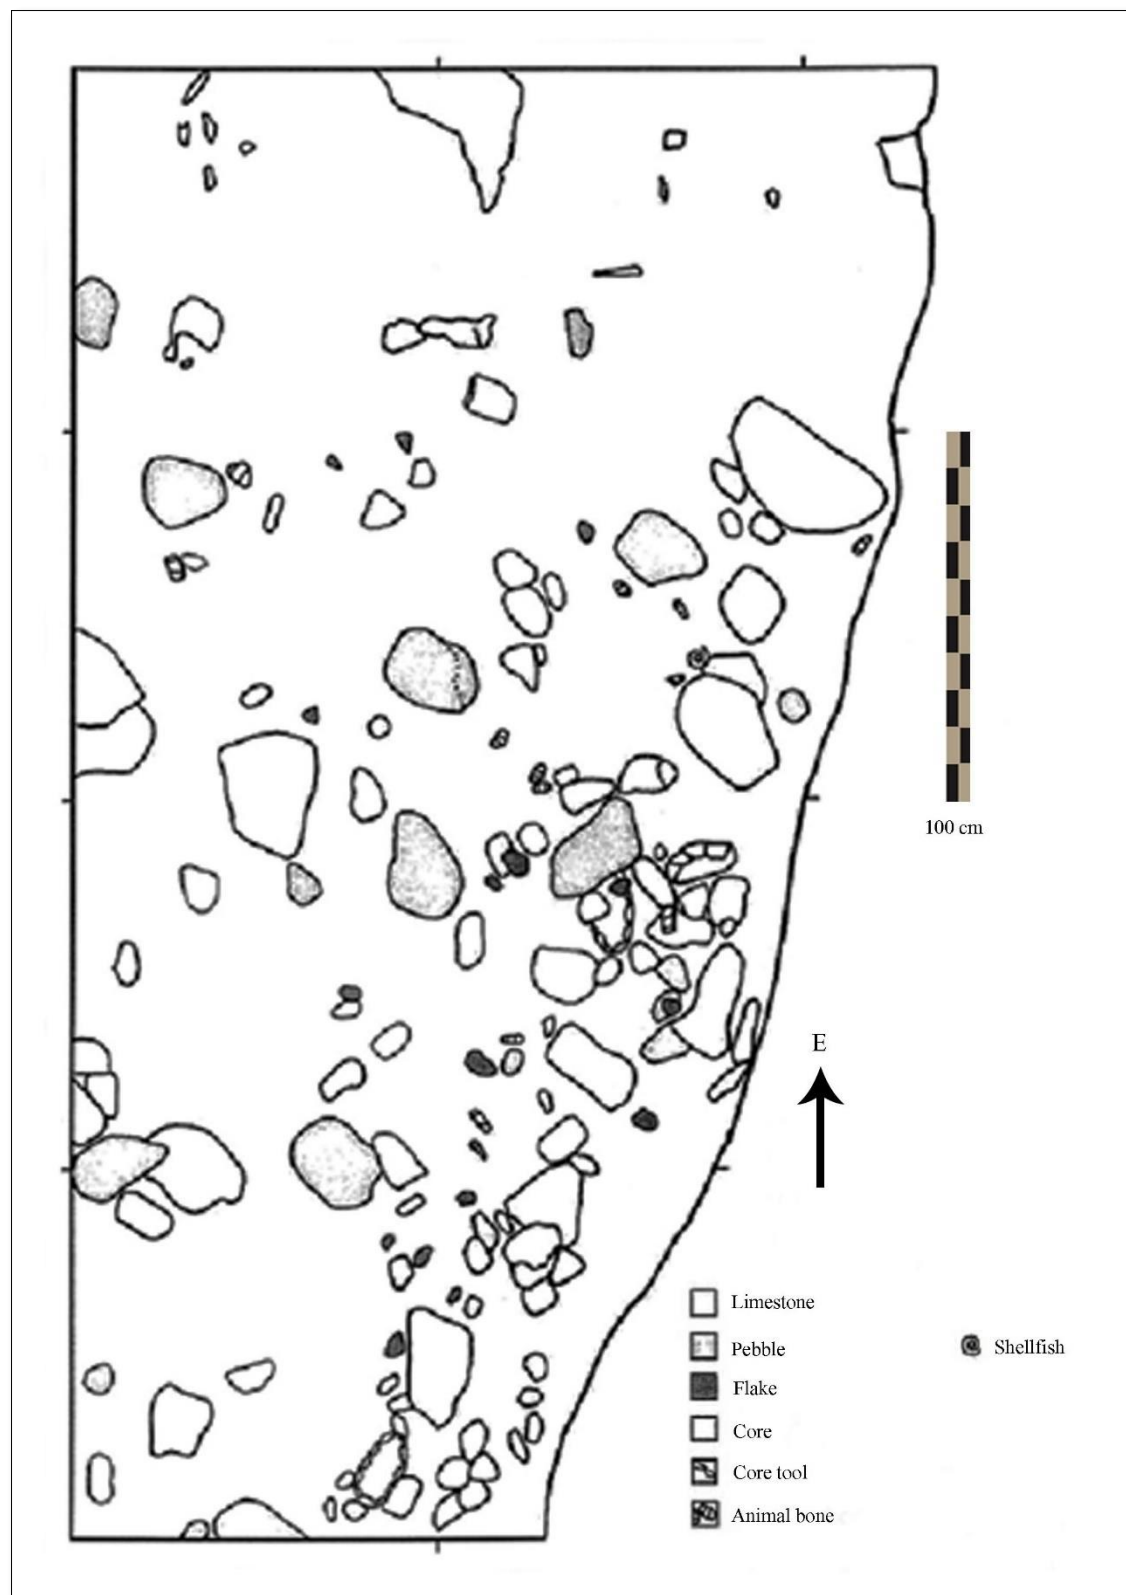 100 cm
E
Limestone
Pebble
Shellfish
Flake
Core
Core tool
Animal bone